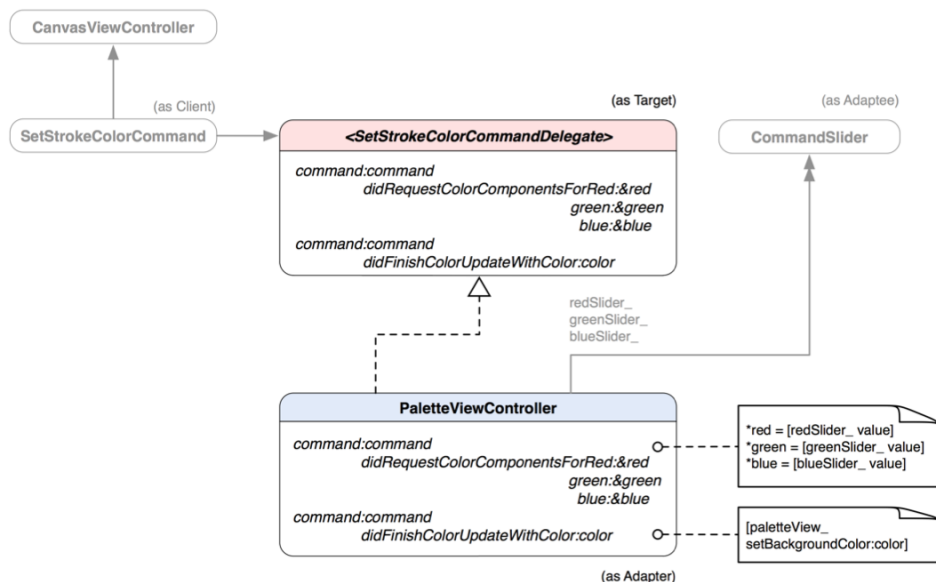 CanvasViewController
(as Client)
SetStrokeColorCommand
(as Target)
<SetStrokeColorCommandDelegate>
command:command
didRequestColorComponentsForRed:&red
green:&green
blue:&blue
command:command
didFinishColorUpdateWithColor:color
(as Adaptee)
CommandSlider
redSlider_
greenSlider_
blueSlider_
PaletteViewController
command:command
didRequestColorComponentsForRed:&red
green:&green
blue:&blue
command:command
didFinishColorUpdateWithColor:color
(as Adapter)
*red = [redSlider_ value]
*green = [greenSlider_ value]
*blue = [blueSlider_ value]
[paletteView_
setBackgroundColor:color]